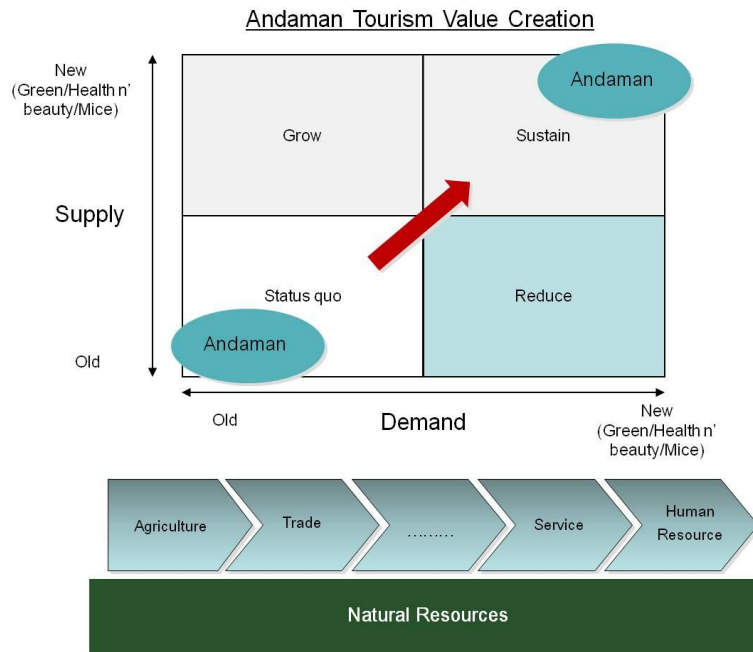 Andaman Tourism Value Creation
New
(Green/Health n'
beauty/Mice)
Andaman
Grow
Sustain
Supply
Status quo
Reduce
Andaman
Old
Old
Demand
New
(Green/Health n'
beauty/Mice)
Agriculture
Trade
.........
Service
Human
Resource
Natural Resources